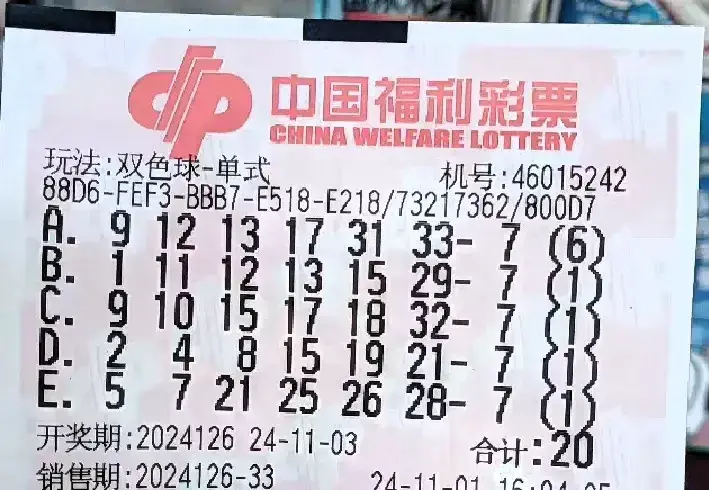 中国福利彩票
CHINA WELFARE LOTTERY
玩法:双色球-单式 机号:46015242
88D6-FEF3-BBB7-E518-E218/73217362/800D7
A. 9 12 13 17 31 33- 7 (6)
B. 1 11 12 13 15 29- 7 (1)
C. 9 10 15 17 18 32- 7 (1)
D. 2 4 8 15 19 21- 7 (1)
E. 5 7 21 25 26 28- 7 (1)
开奖期:2024126 24-11-03 合计:20
销售期:2024126-33 24-11-01 16:04:05